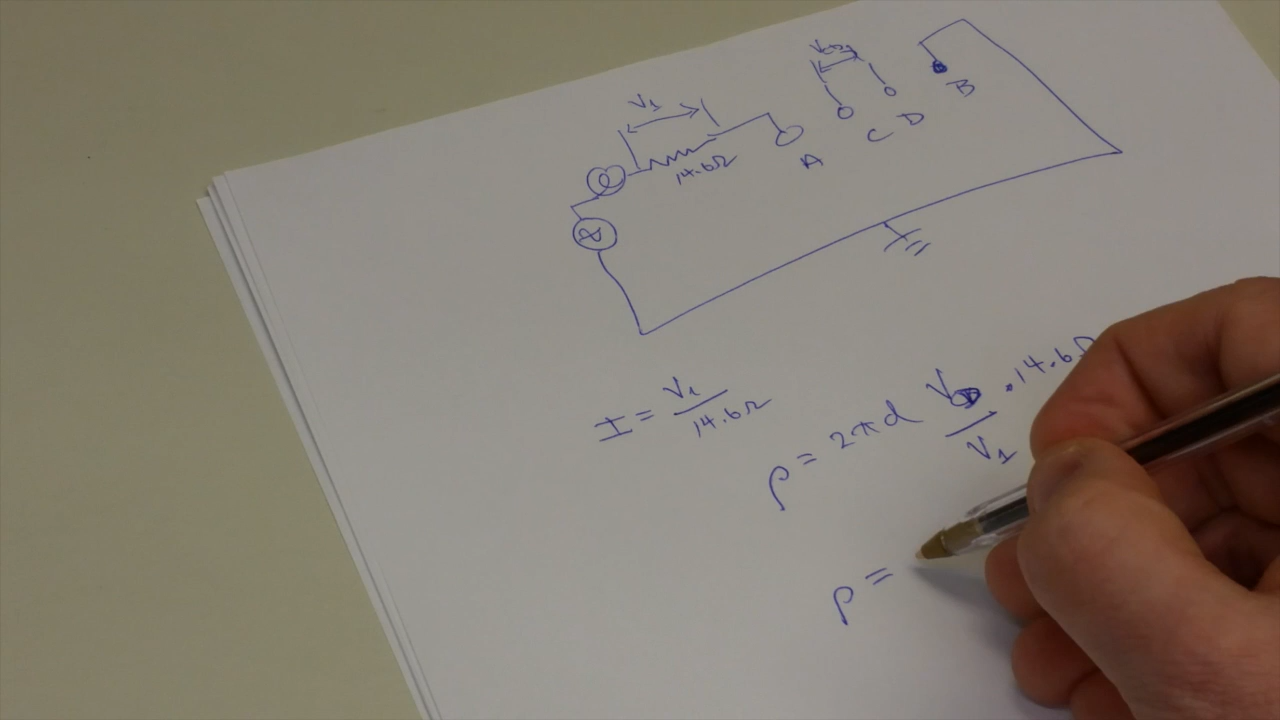 V₁
14.6Ω
A
C
D
B
I = V₁ / 14.6Ω
ρ = 2πd V / V₁ . 14.6Ω
ρ =